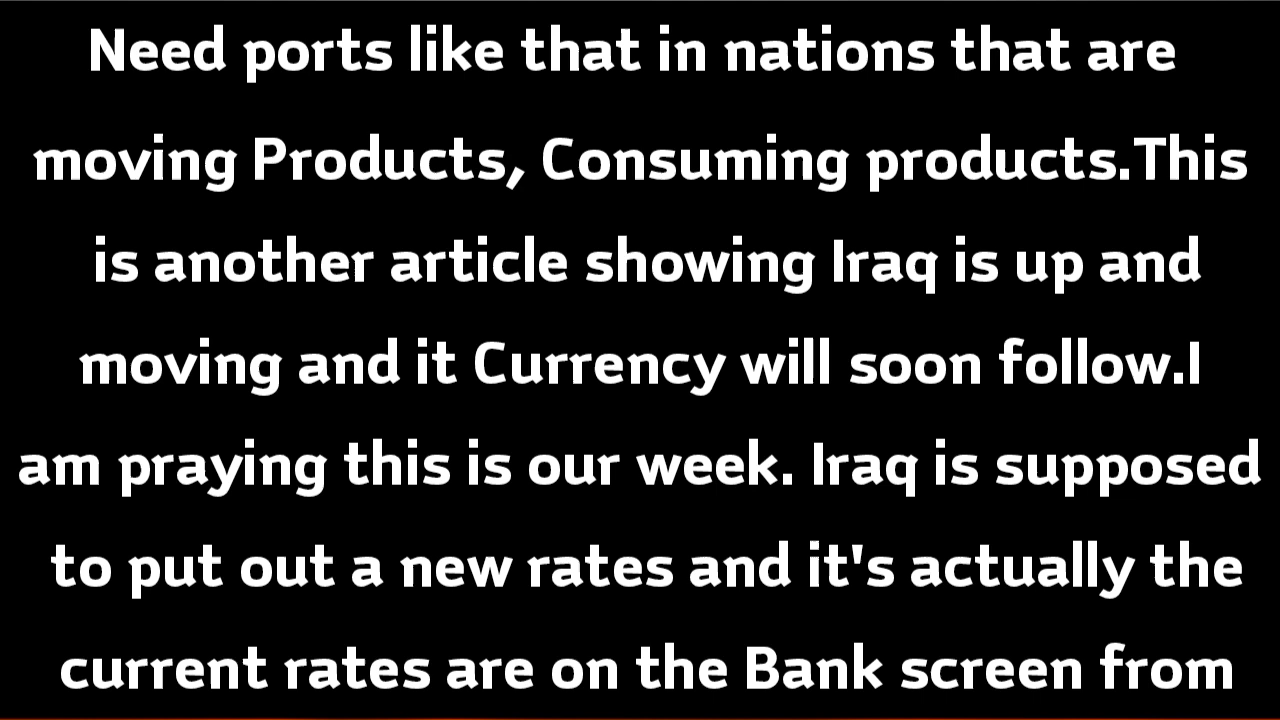 Need ports like that in nations that are
moving Products, Consuming products.This
is another article showing Iraq is up and
moving and it Currency will soon follow.I
am praying this is our week. Iraq is supposed
to put out a new rates and it's actually the
current rates are on the Bank screen from